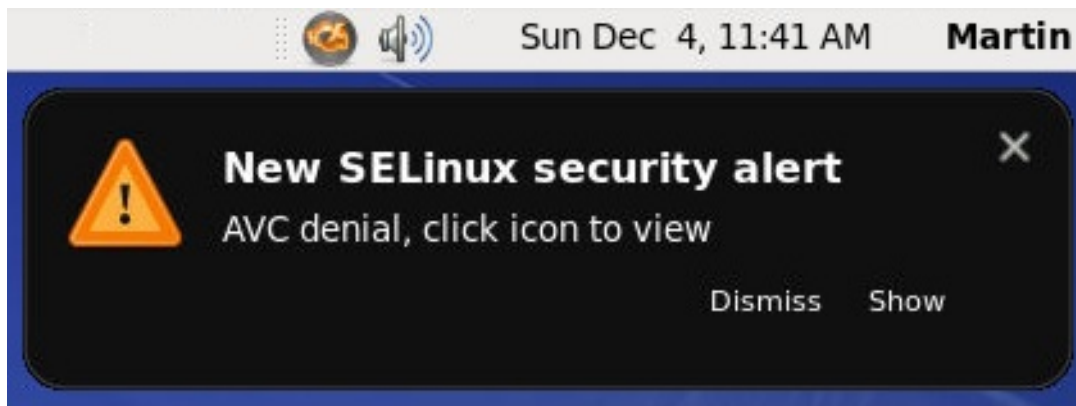 Sun Dec 4, 11:41 AM Martin
New SELinux security alert
AVC denial, click icon to view
Dismiss Show